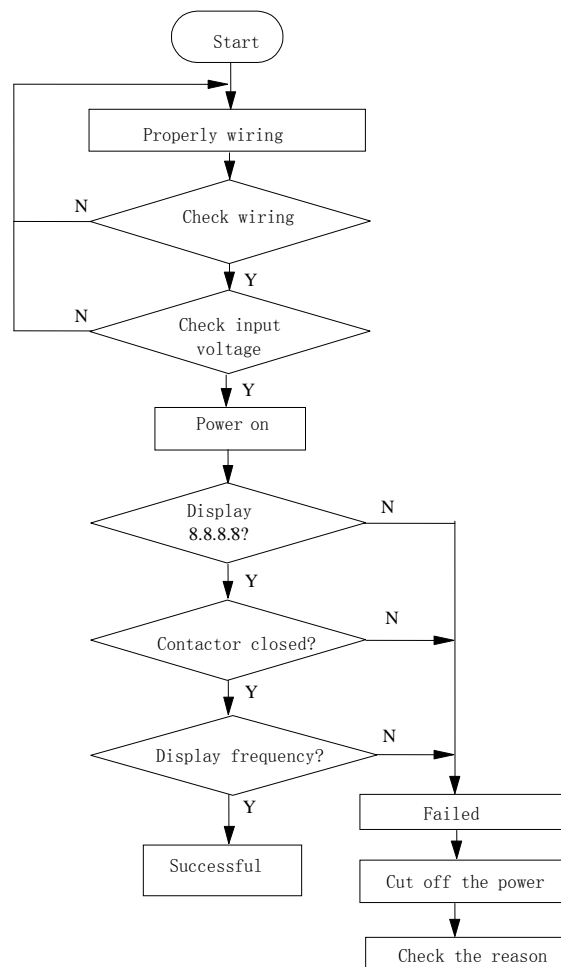 Start
Properly wiring
N
Check wiring
Y
N
Check input
voltage
Y
Power on
N
Display
8.8.8.8?
Y
N
Contactor closed?
Y
N
Display frequency?
Y
Failed
Successful
Cut off the power
Check the reason